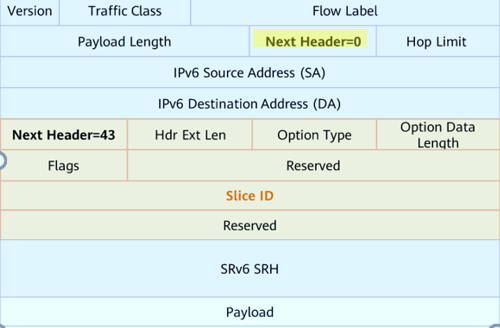 Version Traffic Class Flow Label
Payload Length Next Header=0 Hop Limit
IPv6 Source Address (SA)
IPv6 Destination Address (DA)
Next Header=43 Hdr Ext Len Option Type Option Data
Length
Flags Reserved
Slice ID
Reserved
SRv6 SRH
Payload